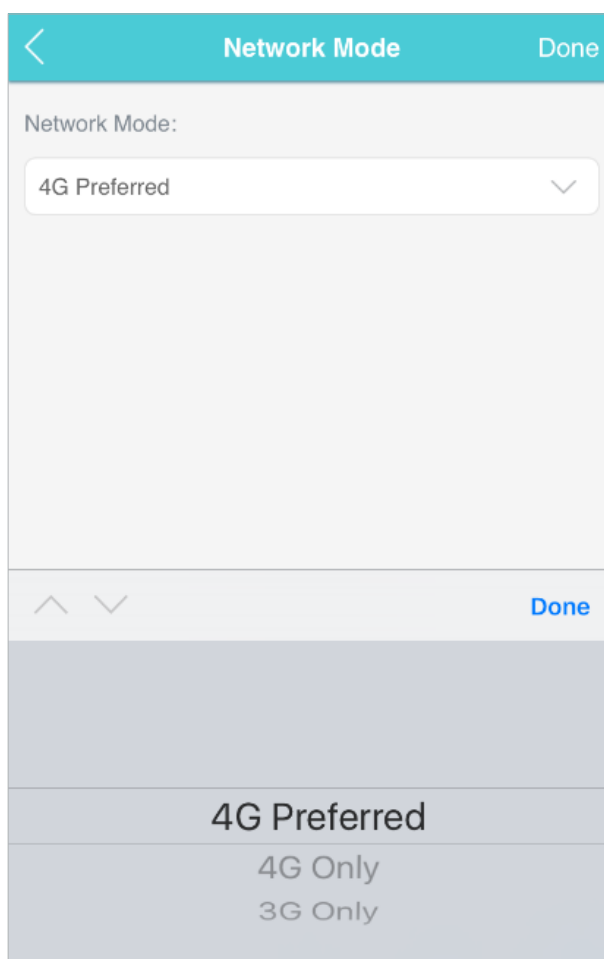 Network Mode Done
Network Mode:
4G Preferred
Done
4G Preferred
4G Only
3G Only